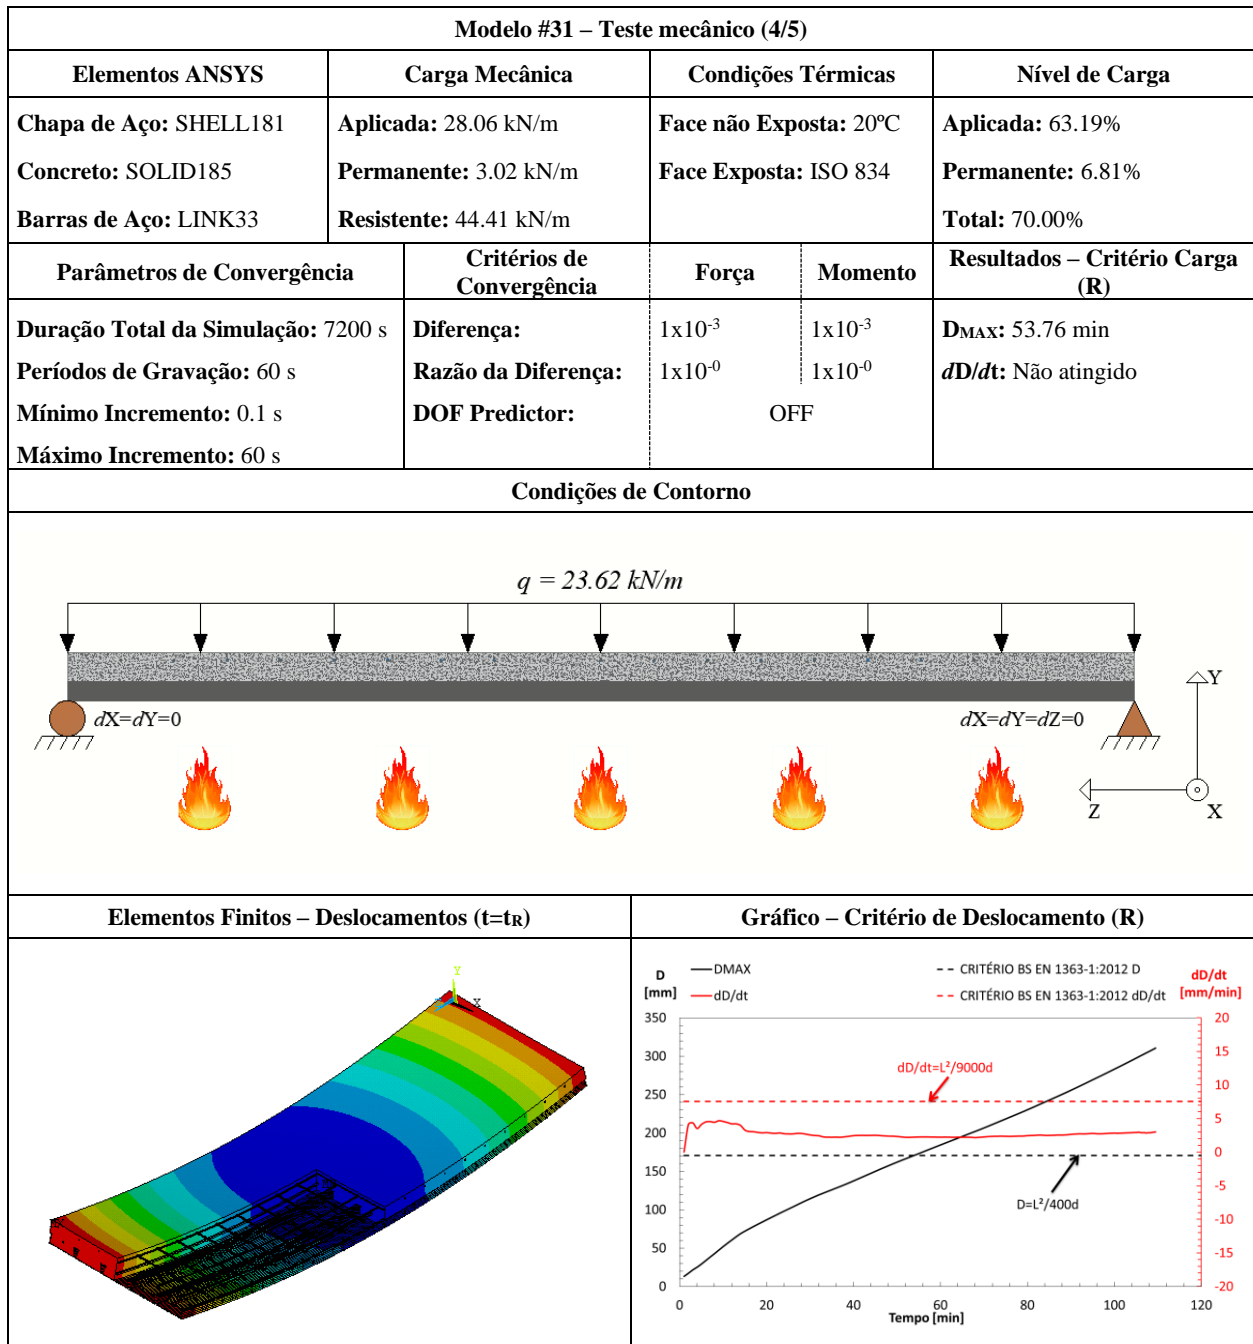 Modelo #31 – Teste mecânico (4/5)
Elementos ANSYS
Carga Mecânica
Condições Térmicas
Nível de Carga
Chapa de Aço: SHELL181
Concreto: SOLID185
Barras de Aço: LINK33
Aplicada: 28.06 kN/m
Permanente: 3.02 kN/m
Resistente: 44.41 kN/m
Face não Exposta: 20ºC
Face Exposta: ISO 834
Aplicada: 63.19%
Permanente: 6.81%
Total: 70.00%
Parâmetros de Convergência
Critérios de
Convergência
Força
Momento
Resultados – Critério Carga
(R)
Duração Total da Simulação: 7200 s
Períodos de Gravação: 60 s
Mínimo Incremento: 0.1 s
Máximo Incremento: 60 s
Diferença: 1x10-3 1x10-3
Razão da Diferença: 1x10-0 1x10-0
DOF Predictor: OFF
DMAX: 53.76 min
dD/dt: Não atingido
Condições de Contorno
q = 23.62 kN/m
dX=dY=0
dX=dY=dZ=0
Y
Z
X
Elementos Finitos – Deslocamentos (t=tR)
Gráfico – Critério de Deslocamento (R)
Y
X
D
[mm]
DMAX
CRITÉRIO BS EN 1363-1:2012 D
dD/dt
CRITÉRIO BS EN 1363-1:2012 dD/dt
dD/dt
[mm/min]
350
300
250
200
150
100
50
0
20
15
10
5
0
-5
-10
-15
-20
dD/dt=L²/9000d
D=L²/400d
0 20 40 60 80 100 120
Tempo [min]